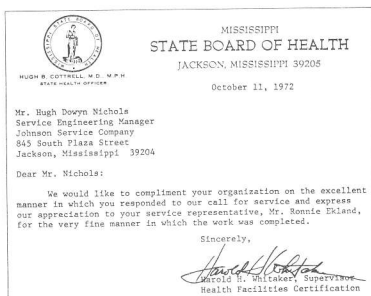 MISSISSIPPI
STATE BOARD OF HEALTH
JACKSON, MISSISSIPPI 39205
HUGH B. COTTRELL, M.D., M.P.H
STATE HEALTH OFFICER
October 11, 1972
Mr. Hugh Dowyn Nichols
Service Engineering Manager
Johnson Service Company
845 South Plaza Street
Jackson, Mississippi 39204
Dear Mr. Nichols:
We would like to compliment your organization on the excellent
manner in which you responded to our call for service and express
our appreciation to your service representative, Mr. Ronnie Ekland,
for the very fine manner in which the work was completed.
Sincerely,
Harold H. Whitaker
Harold H. Whitaker, Supervisor
Health Facilities Certification